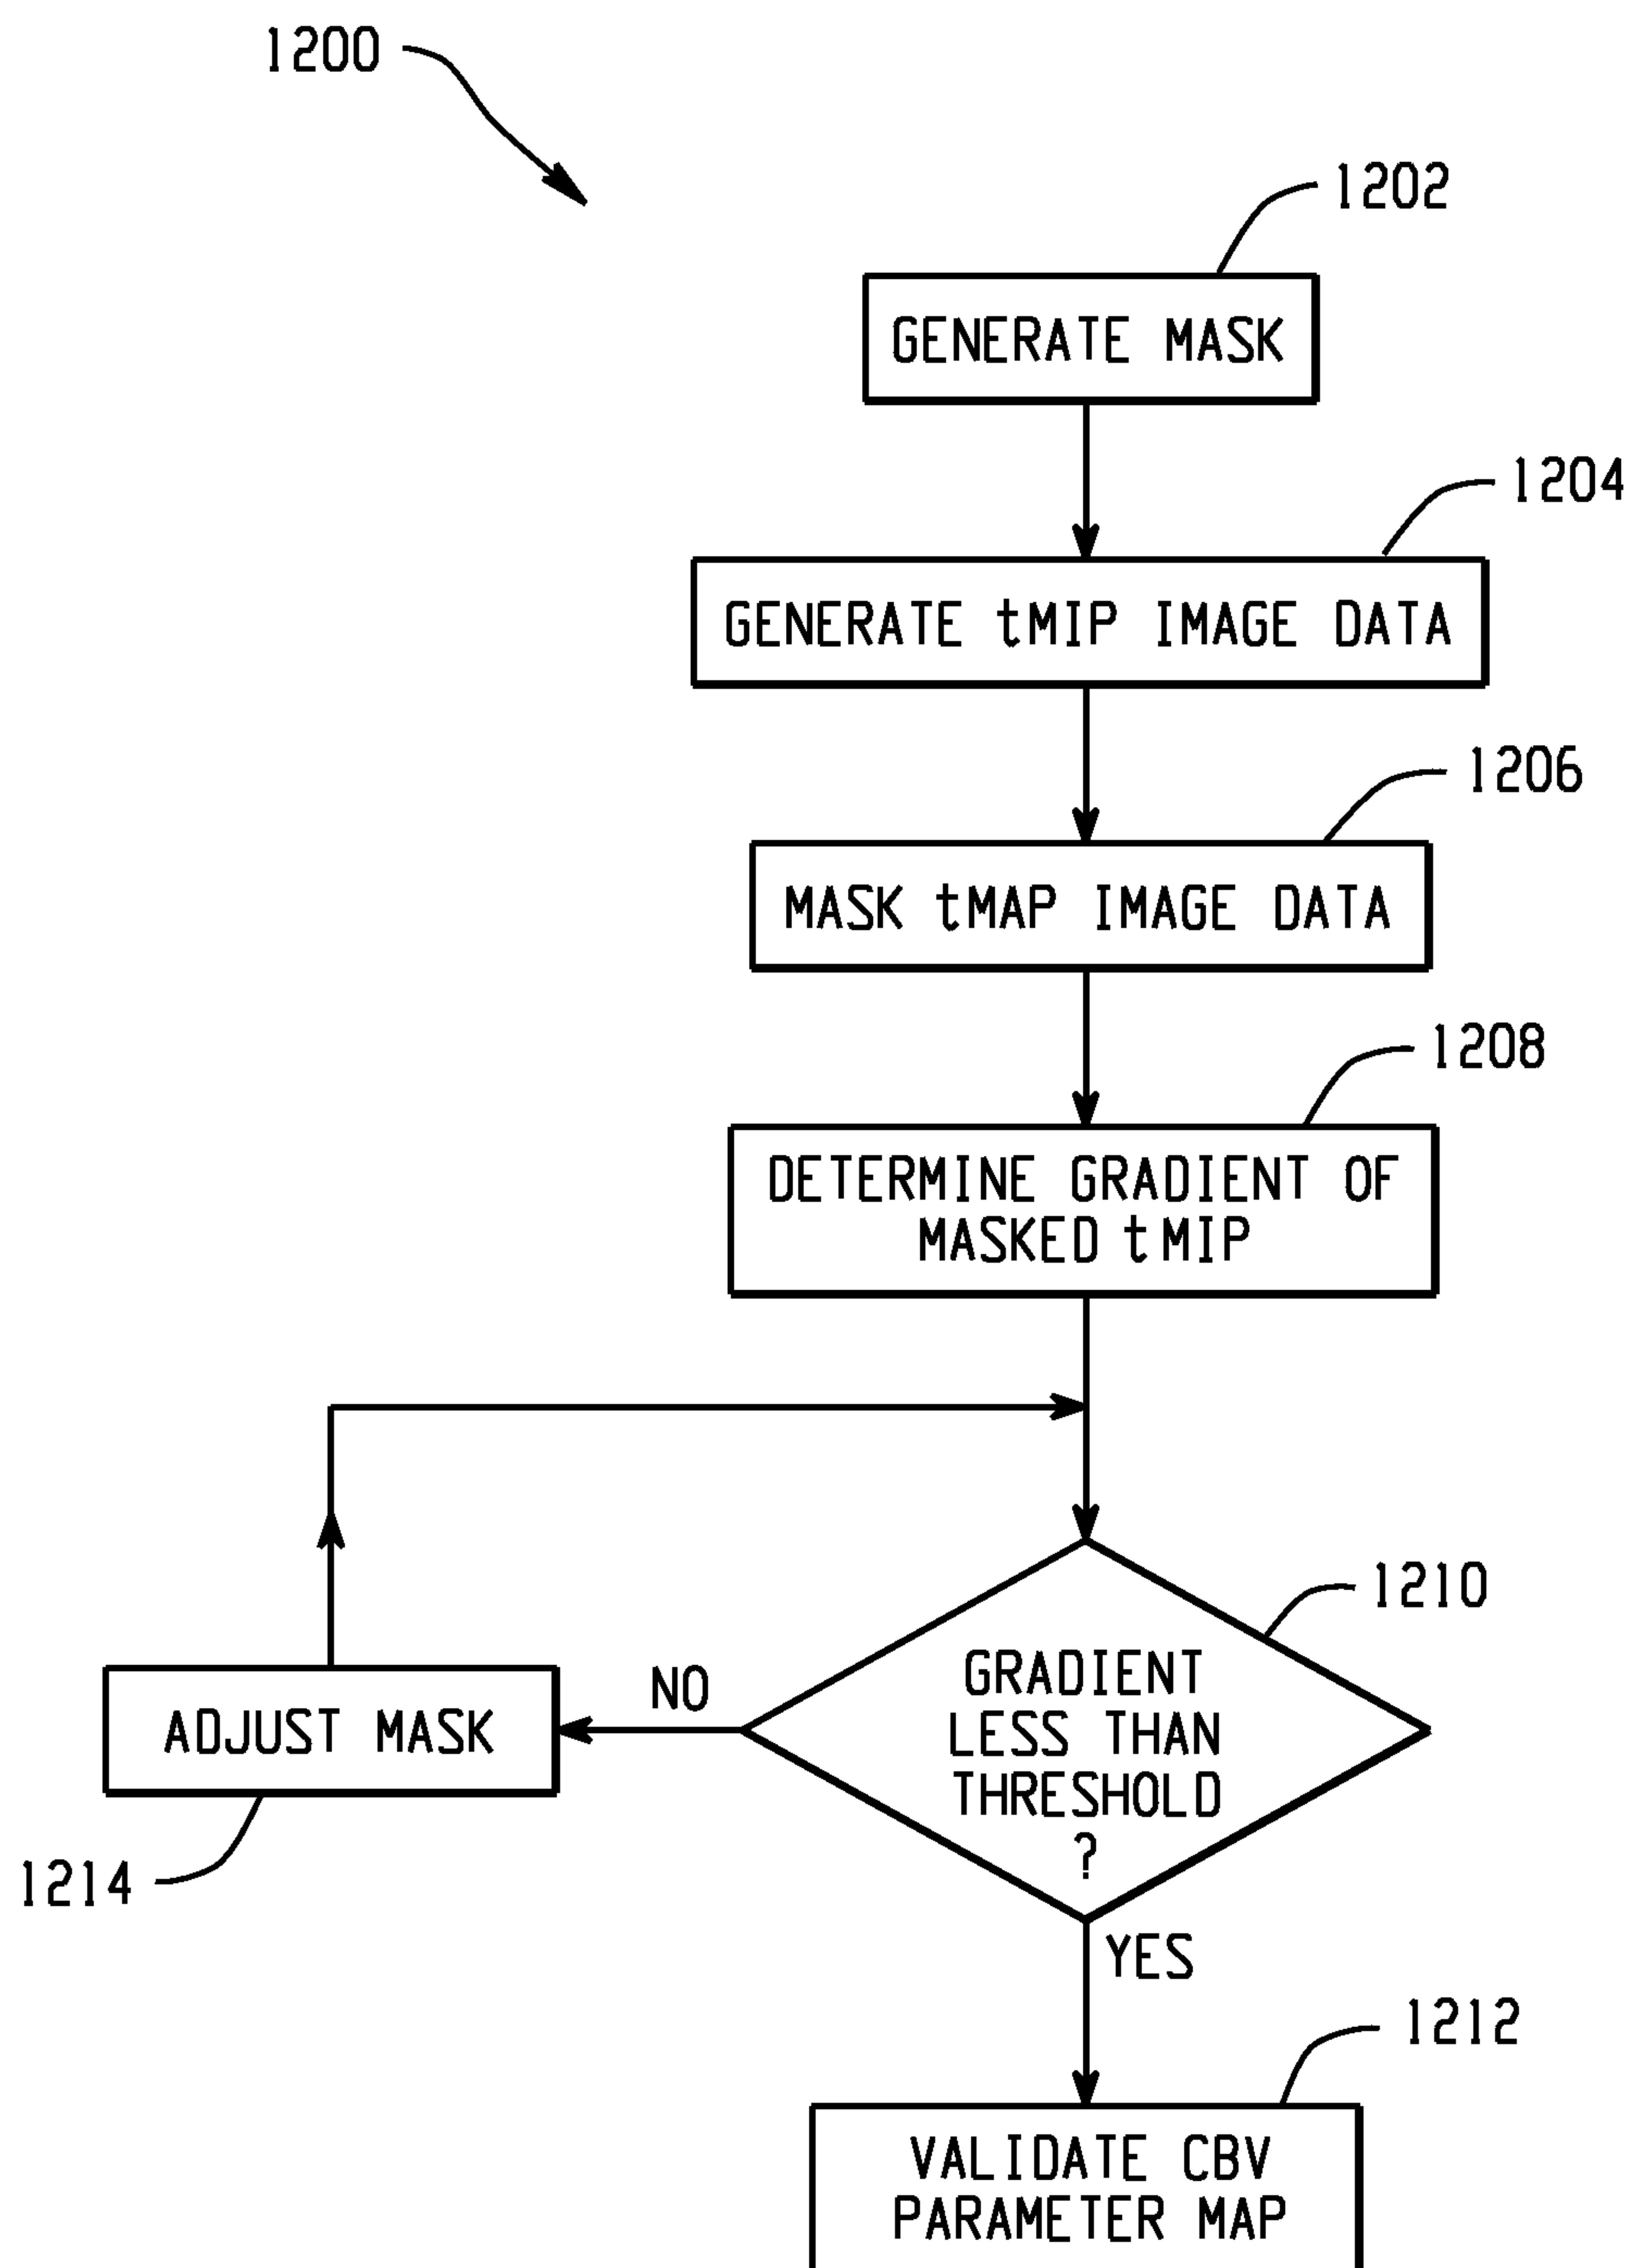 1200
1202
GENERATE MASK
1204
GENERATE tMIP IMAGE DATA
1206
MASK tMAP IMAGE DATA
1208
DETERMINE GRADIENT OF
MASKED tMIP
1210
GRADIENT
LESS THAN
THRESHOLD
?
NO
ADJUST MASK
1214
YES
1212
VALIDATE CBV
PARAMETER MAP